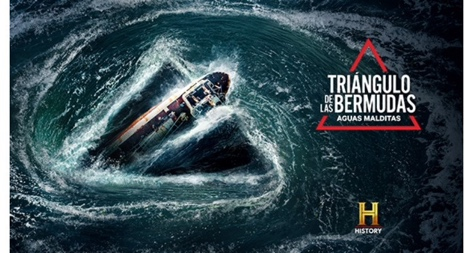 TRIÁNGULO
DE LAS BERMUDAS
AGUAS MALDITAS
H
HISTORY